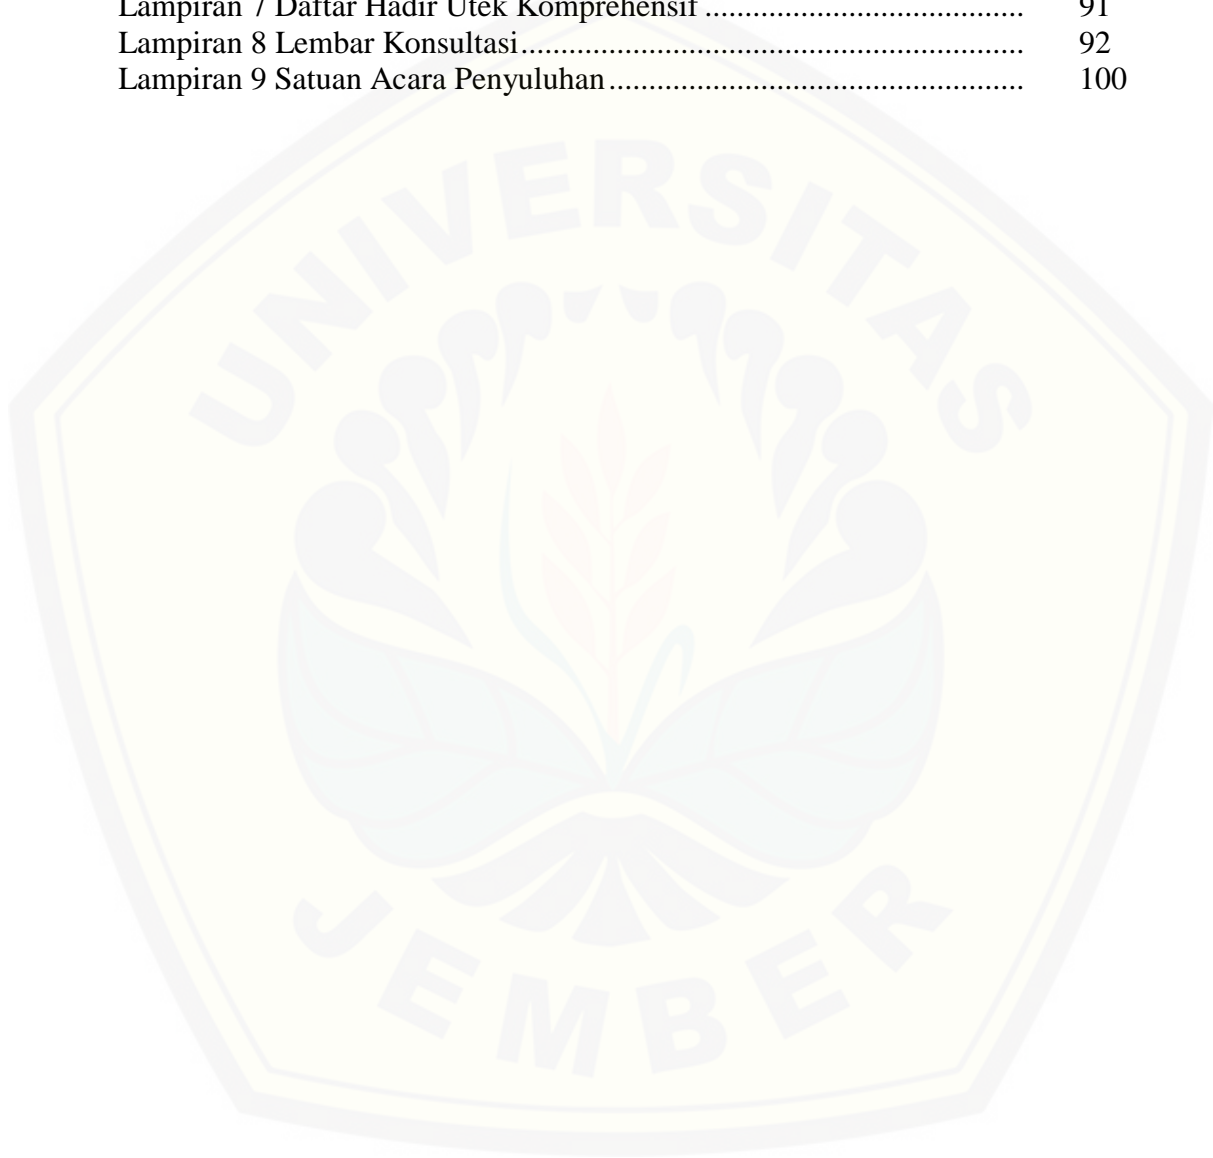 Lampiran 7 Daftar Hadir Utek Komprehensif ........................................ 91
Lampiran 8 Lembar Konsultasi............................................................... 92
Lampiran 9 Satuan Acara Penyuluhan.................................................... 100
UNIVERSITAS
JEMBER